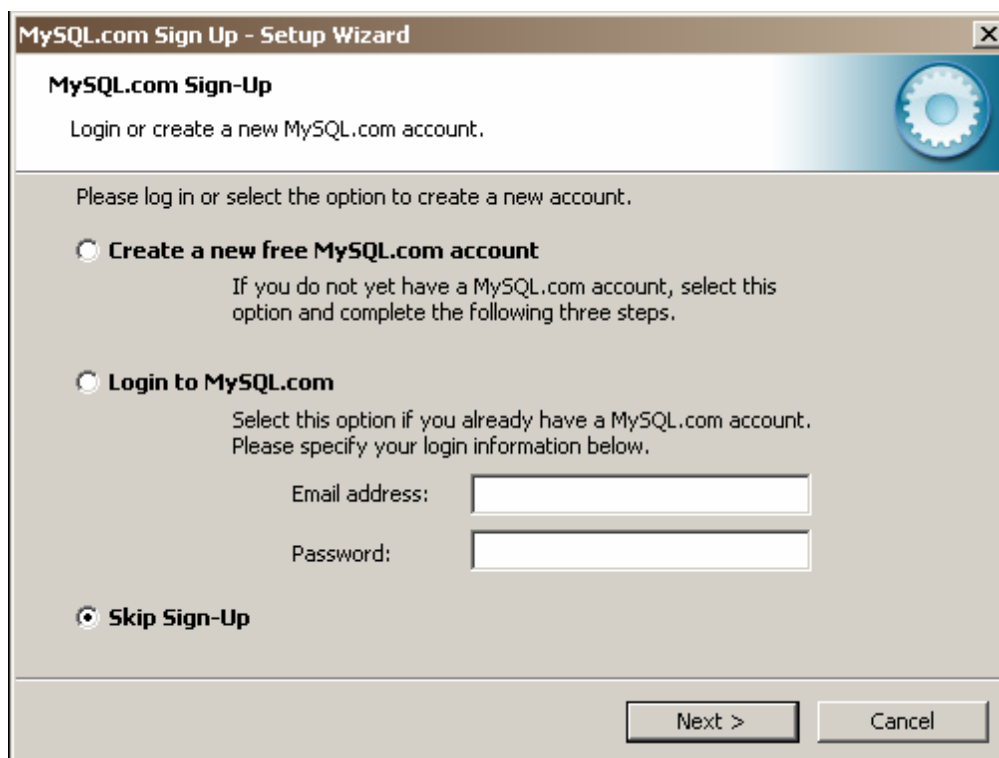 MySQL.com Sign Up - Setup Wizard
MySQL.com Sign-Up
Login or create a new MySQL.com account.
Please log in or select the option to create a new account.
Create a new free MySQL.com account
If you do not yet have a MySQL.com account, select this
option and complete the following three steps.
Login to MySQL.com
Select this option if you already have a MySQL.com account.
Please specify your login information below.
Email address:
Password:
Skip Sign-Up
Next > Cancel